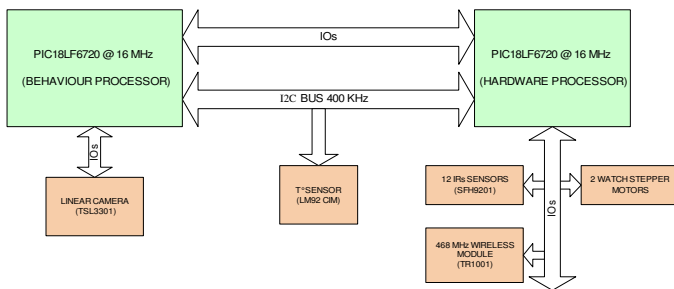 PIC18LF6720 @ 16 MHz
(BEHAVIOUR PROCESSOR)
IOs
I2C BUS 400 KHz
PIC18LF6720 @ 16 MHz
(HARDWARE PROCESSOR)
IOs
IOs
LINEAR CAMERA
(TSL3301)
T°SENSOR
(LM92 CIM)
12 IRs SENSORS
(SFH9201)
2 WATCH STEPPER
MOTORS
468 MHz WIRELESS
MODULE
(TR1001)